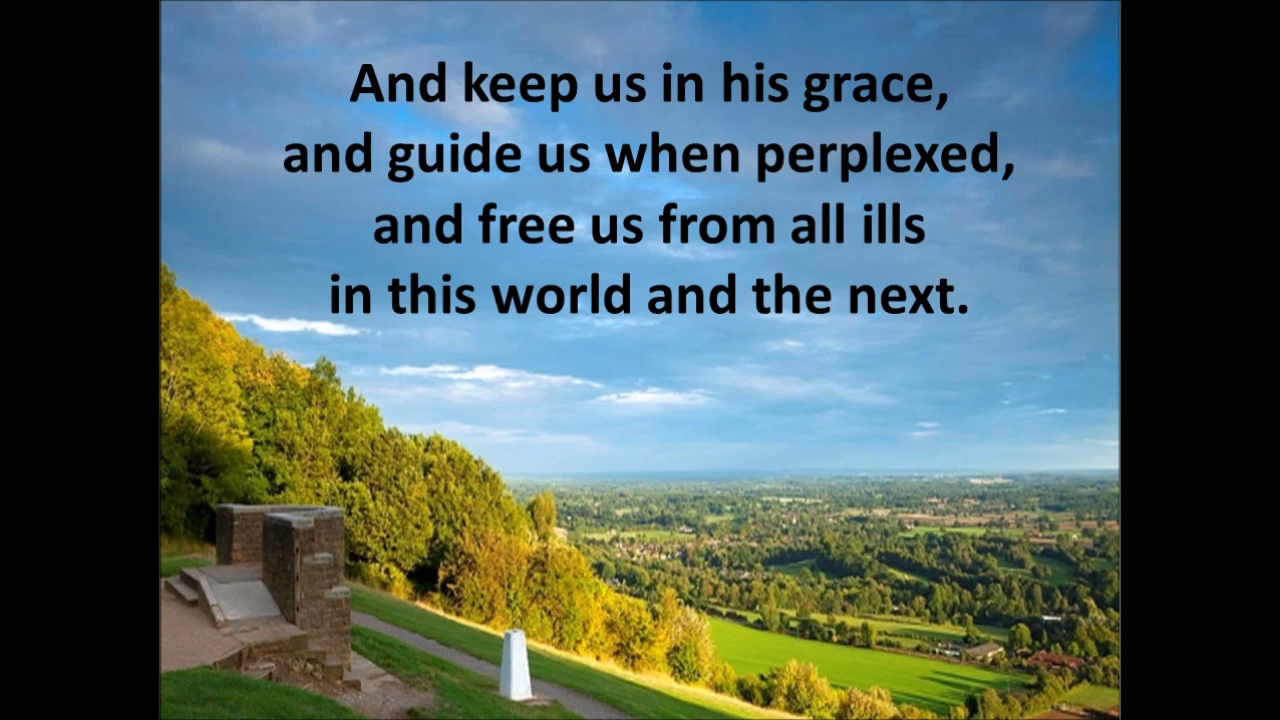 And keep us in his grace,
and guide us when perplexed,
and free us from all ills
in this world and the next.